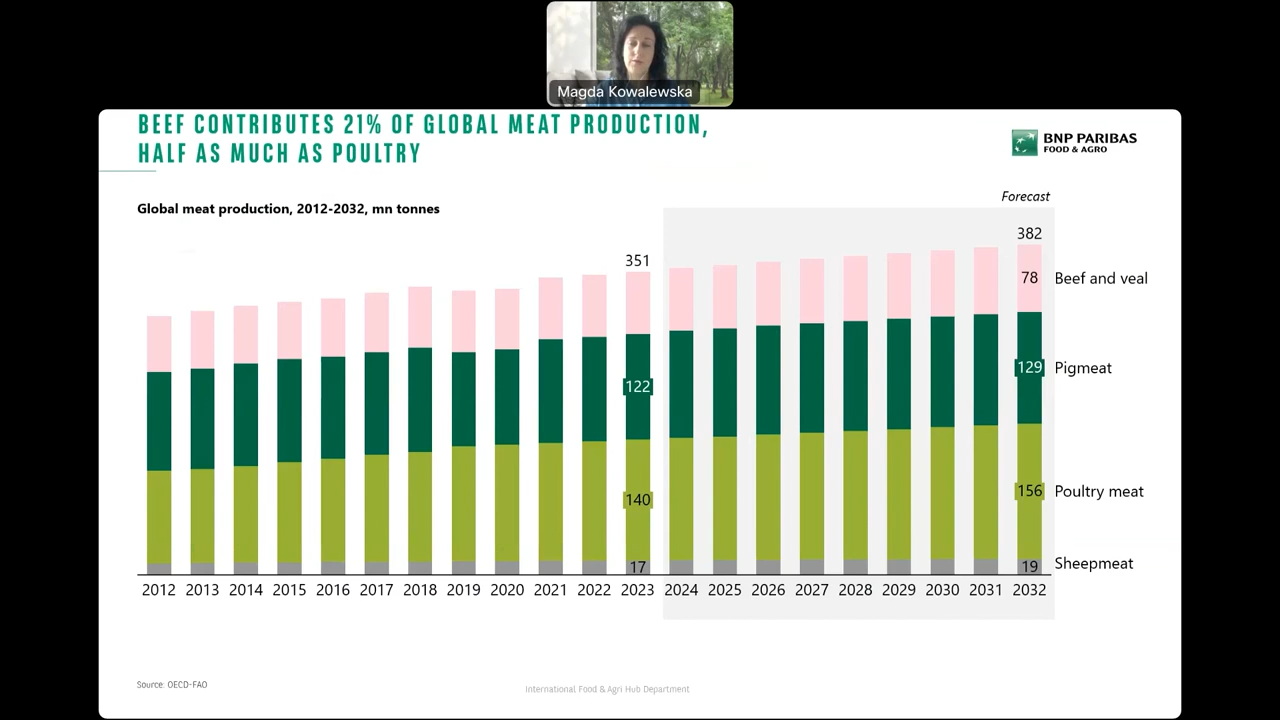 Magda Kowalewska
BEEF CONTRIBUTES 21% OF GLOBAL MEAT PRODUCTION,
HALF AS MUCH AS POULTRY
BNP PARIBAS
FOOD & AGRO
Forecast
Global meat production, 2012-2032, mn tonnes
382
351
78 Beef and veal
122
129 Pigmeat
140
156 Poultry meat
17
19 Sheepmeat
2012 2013 2014 2015 2016 2017 2018 2019 2020 2021 2022 2023 2024 2025 2026 2027 2028 2029 2030 2031 2032
Source: OECD-FAO
International Food & Agri Hub Department